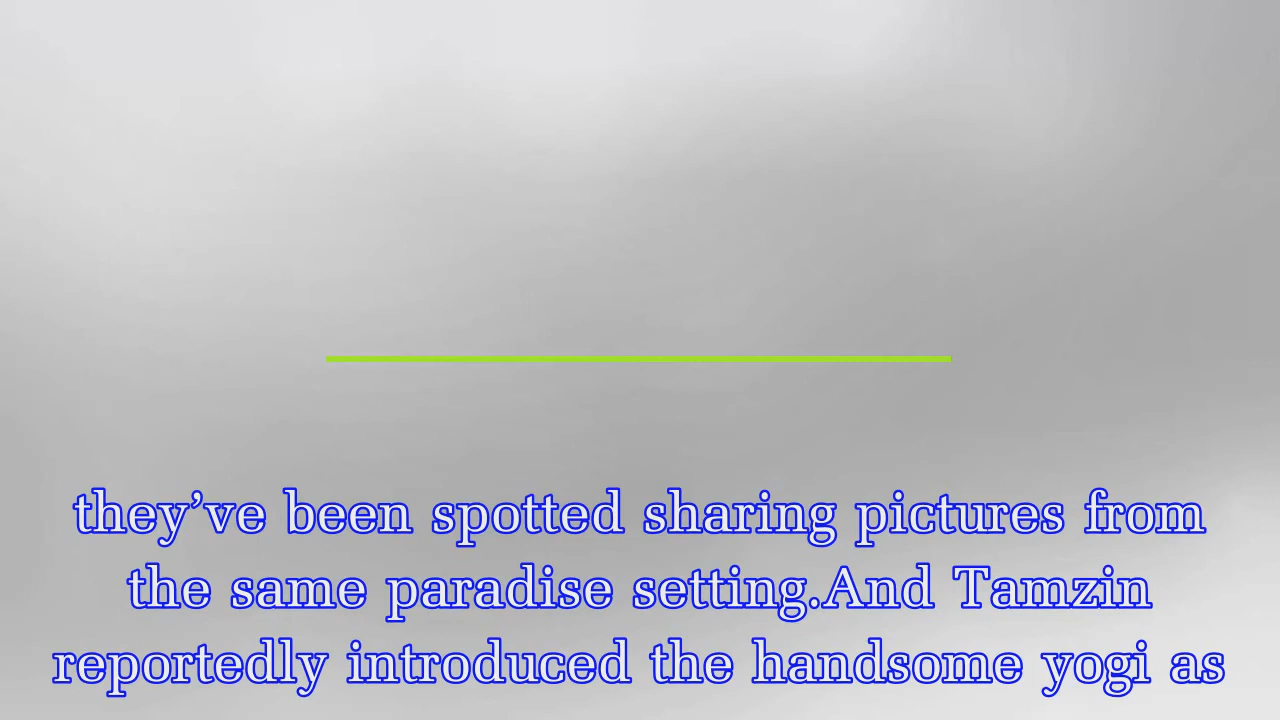 they’ve been spotted sharing pictures from
the same paradise setting.And Tamzin
reportedly introduced the handsome yogi as